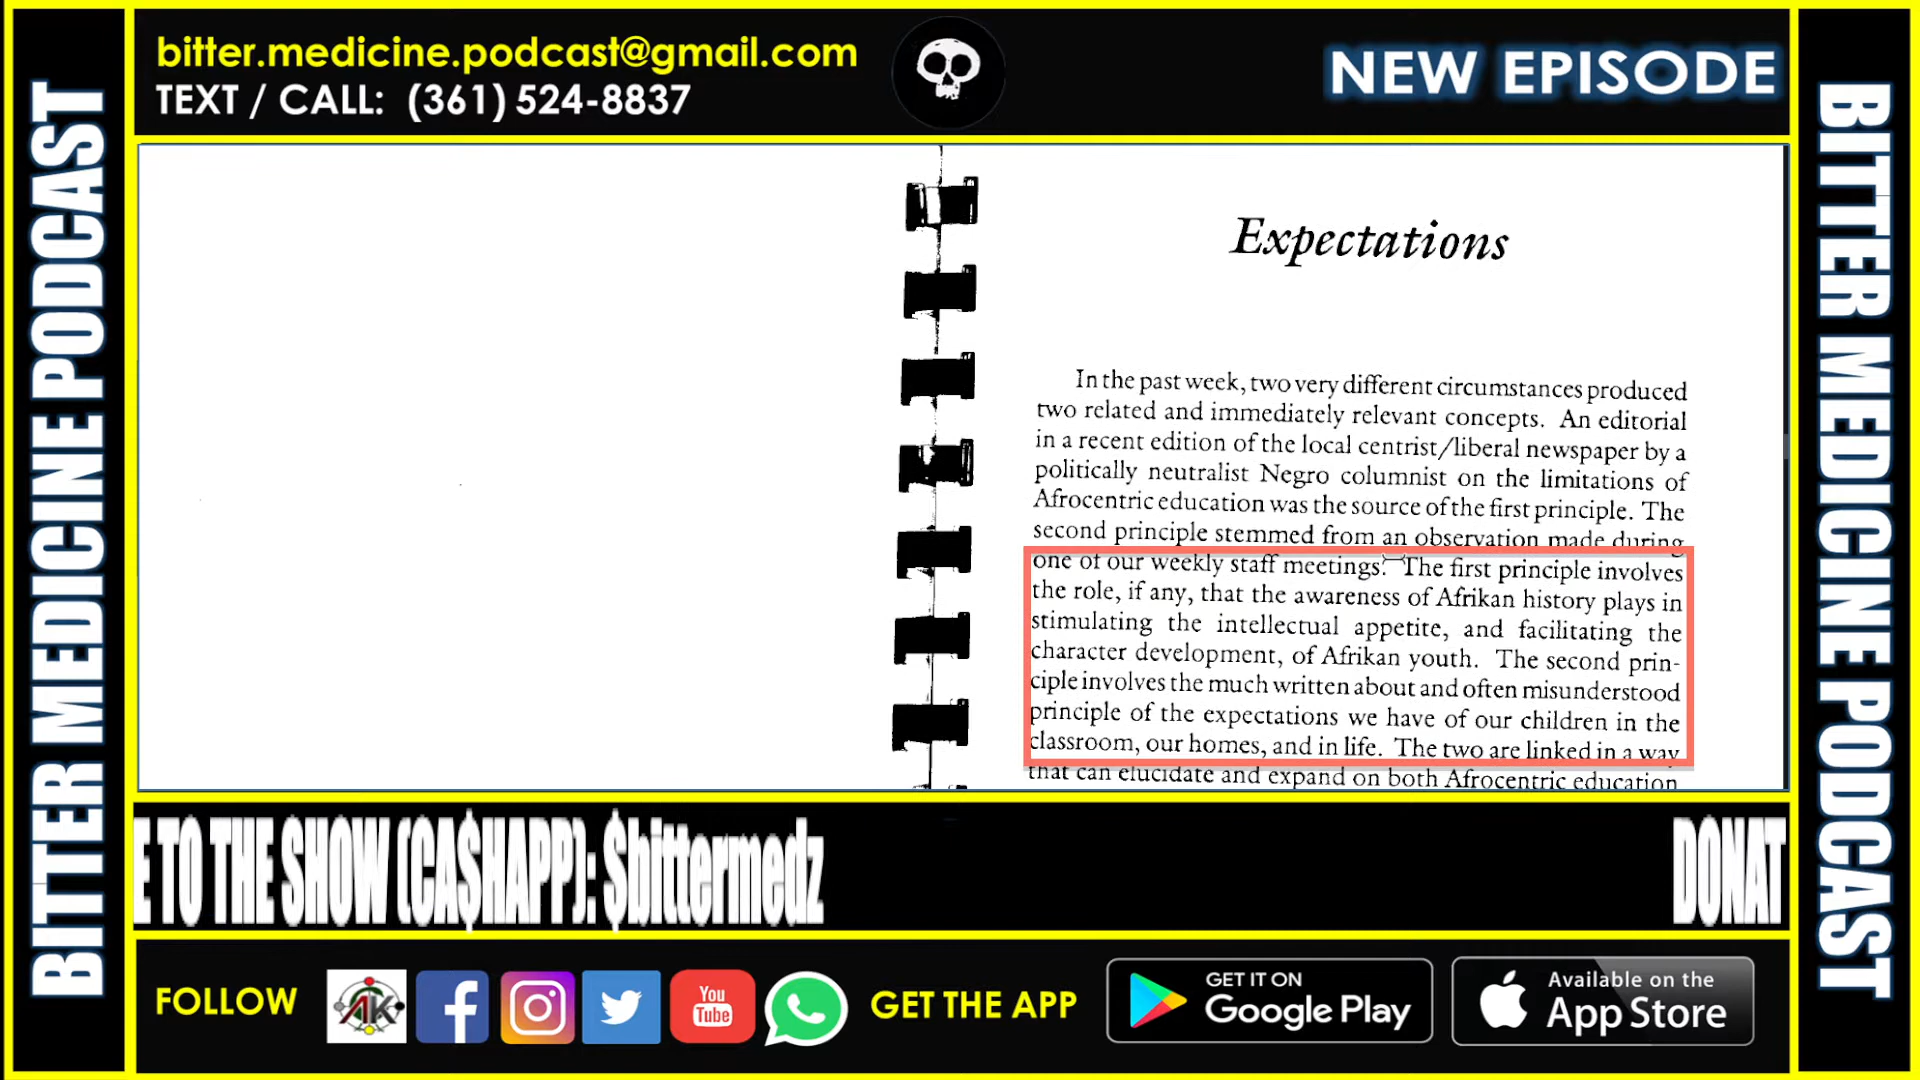 bitter.medicine.podcast@gmail.com
TEXT / CALL: (361) 524-8837
NEW EPISODE
BITTER MEDICINE PODCAST
Expectations
In the past week, two very different circumstances produced
two related and immediately relevant concepts. An editorial
in a recent edition of the local centrist/liberal newspaper by a
politically neutralist Negro columnist on the limitations of
Afrocentric education was the source of the first principle. The
second principle stemmed from an observation made during
one of our weekly staff meetings. The first principle involves
the role, if any, that the awareness of Afrikan history plays in
stimulating the intellectual appetite, and facilitating the
character development, of Afrikan youth. The second prin-
ciple involves the much written about and often misunderstood
principle of the expectations we have of our children in the
classroom, our homes, and in life. The two are linked in a way
that can elucidate and expand on both Afrocentric education
BITTER MEDICINE PODCAST
E TO THE SHOW (CA$HAPP): $bittermedz
DONAT
FOLLOW
AK
You
Tube
GET THE APP
GET IT ON
Google Play
Available on the
App Store